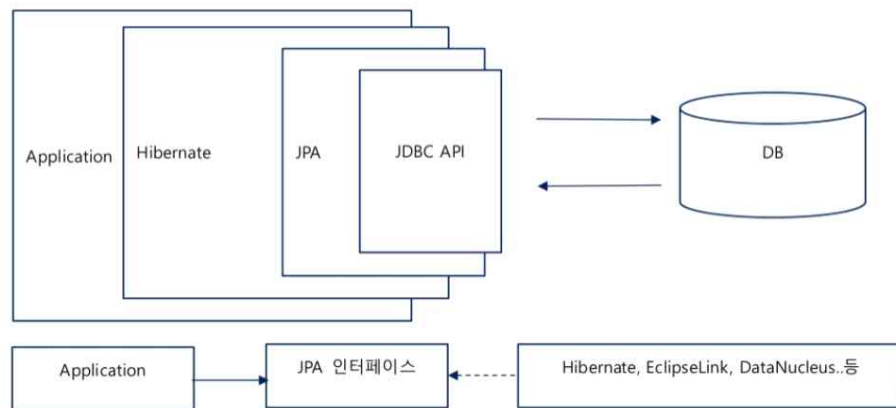 Application
Hibernate
JPA
JDBC API
DB
Application
JPA 인터페이스
Hibernate, EclipseLink, DataNucleus..등